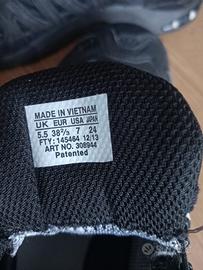 MADE IN VIETNAM
UK EUR USA JAPAN
5.5 38⅔ 7 24
FTY: 145464 12/13
ART NO. 308944
Patented